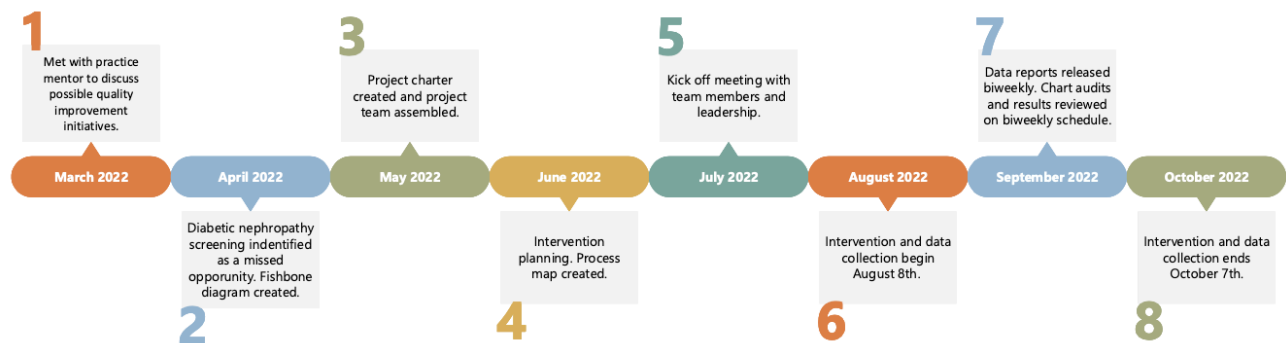 1
Met with practice
mentor to discuss
possible quality
improvement
initiatives.
March 2022
April 2022
Diabetic nephropathy
screening indentified
as a missed
opporunity. Fishbone
diagram created.
2
3
Project charter
created and project
team assembled.
May 2022
June 2022
Intervention
planning. Process
map created.
4
5
Kick off meeting with
team members and
leadership.
July 2022
August 2022
Intervention and data
collection begin
August 8th.
6
7
Data reports released
biweekly. Chart audits
and results reviewed
on biweekly schedule.
September 2022
October 2022
Intervention and data
collection ends
October 7th.
8